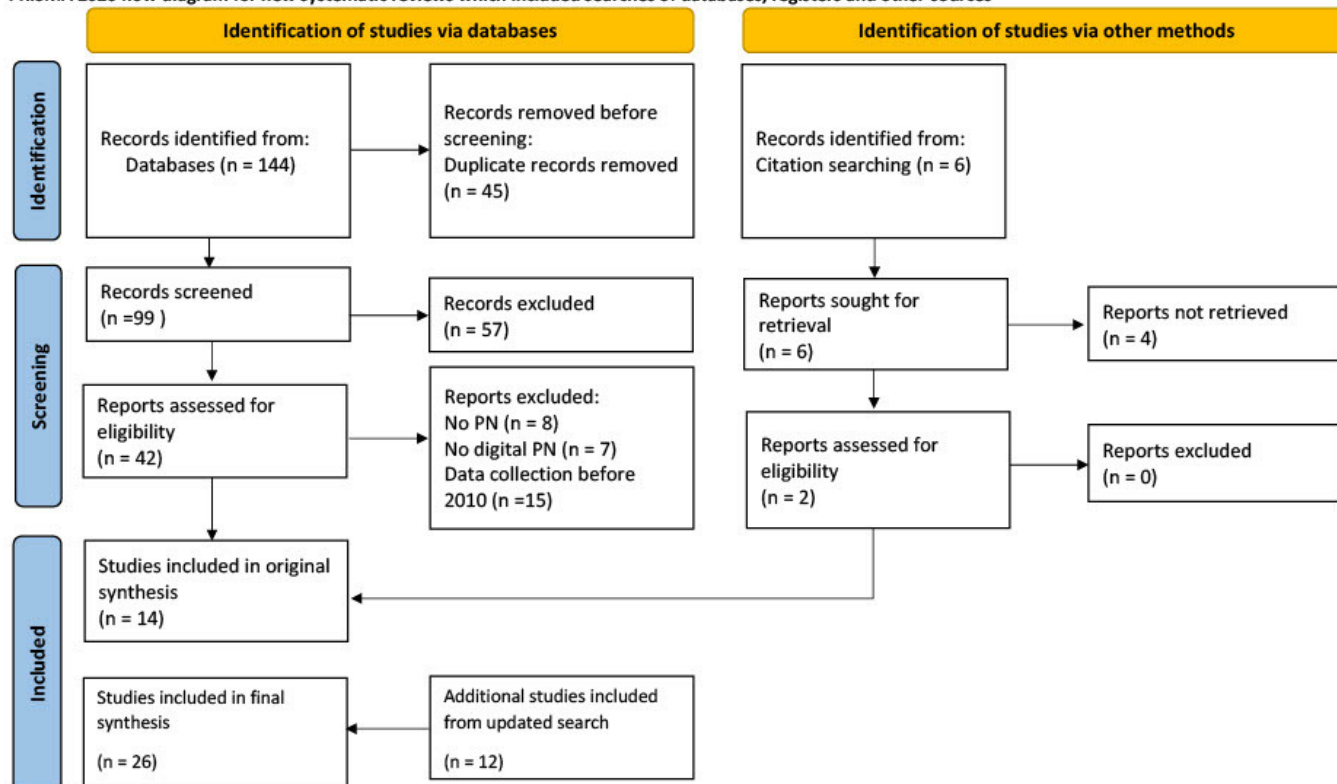 Identification of studies via databases
Identification of studies via other methods
Identification
Records identified from:
Databases (n = 144)
Records removed before
screening:
Duplicate records removed
(n = 45)
Records identified from:
Citation searching (n = 6)
Screening
Records screened
(n =99 )
Records excluded
(n = 57)
Reports sought for
retrieval
(n = 6)
Reports not retrieved
(n = 4)
Reports assessed for
eligibility
(n = 42)
Reports excluded:
No PN (n = 8)
No digital PN (n = 7)
Data collection before
2010 (n =15)
Reports assessed for
eligibility
(n = 2)
Reports excluded
(n = 0)
Included
Studies included in original
synthesis
(n = 14)
Studies included in final
synthesis
(n = 26)
Additional studies included
from updated search
(n = 12)